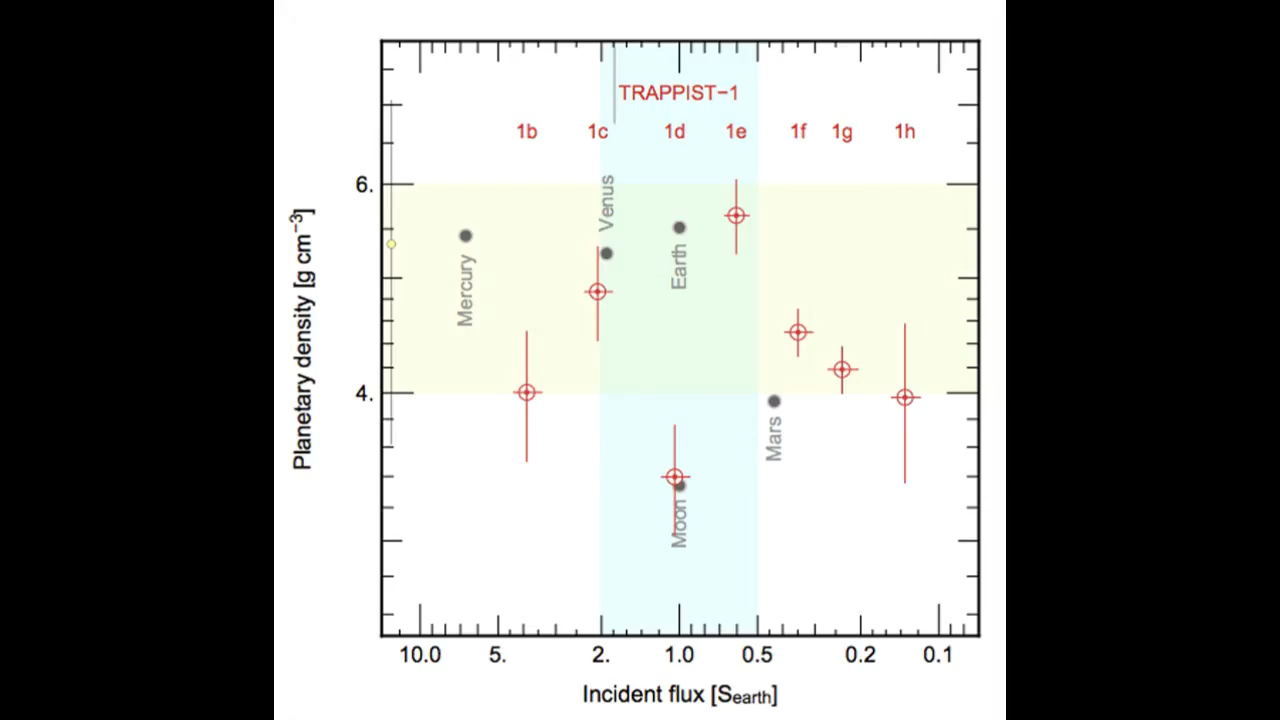 TRAPPIST−1
1b 1c 1d 1e 1f 1g 1h
6.
4.
Planetary density [g cm⁻³]
Mercury
Venus
Earth
Mars
Moon
10.0 5. 2. 1.0 0.5 0.2 0.1
Incident flux [Searth]